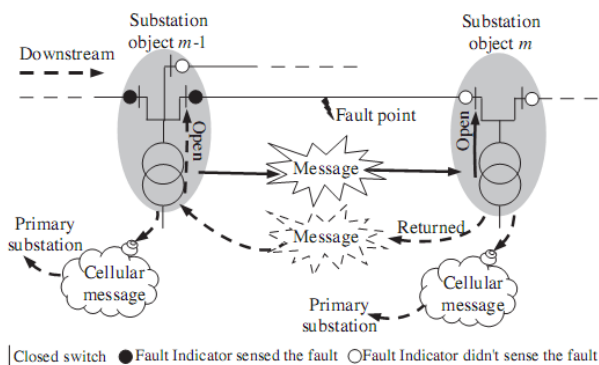 Substation
object m-1
Substation
object m
Downstream
Fault point
Open
Open
Message
Message
Returned
Primary
substation
Cellular
message
Cellular
message
Primary
substation
Closed switch Fault Indicator sensed the fault Fault Indicator didn't sense the fault